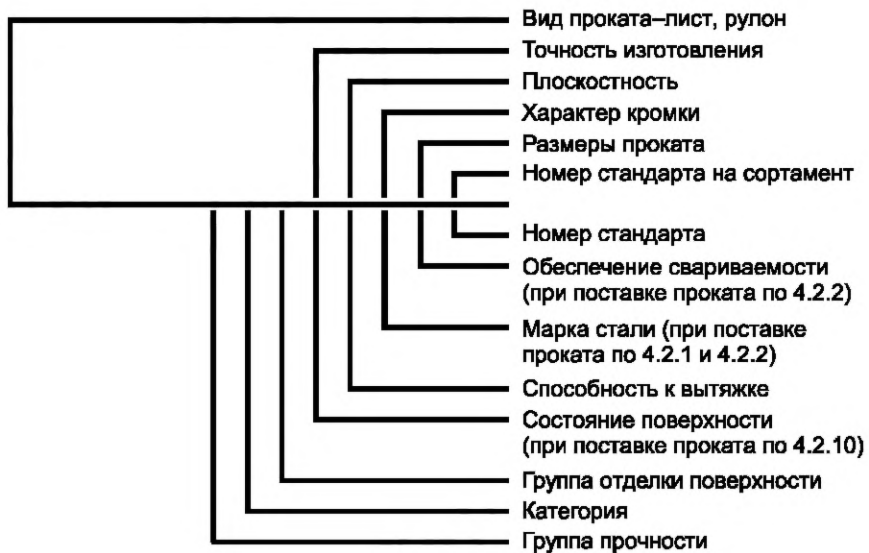 Вид проката–лист, рулон
Точность изготовления
Плоскостность
Характер кромки
Размеры проката
Номер стандарта на сортамент
Номер стандарта
Обеспечение свариваемости
(при поставке проката по 4.2.2)
Марка стали (при поставке
проката по 4.2.1 и 4.2.2)
Способность к вытяжке
Состояние поверхности
(при поставке проката по 4.2.10)
Группа отделки поверхности
Категория
Группа прочности